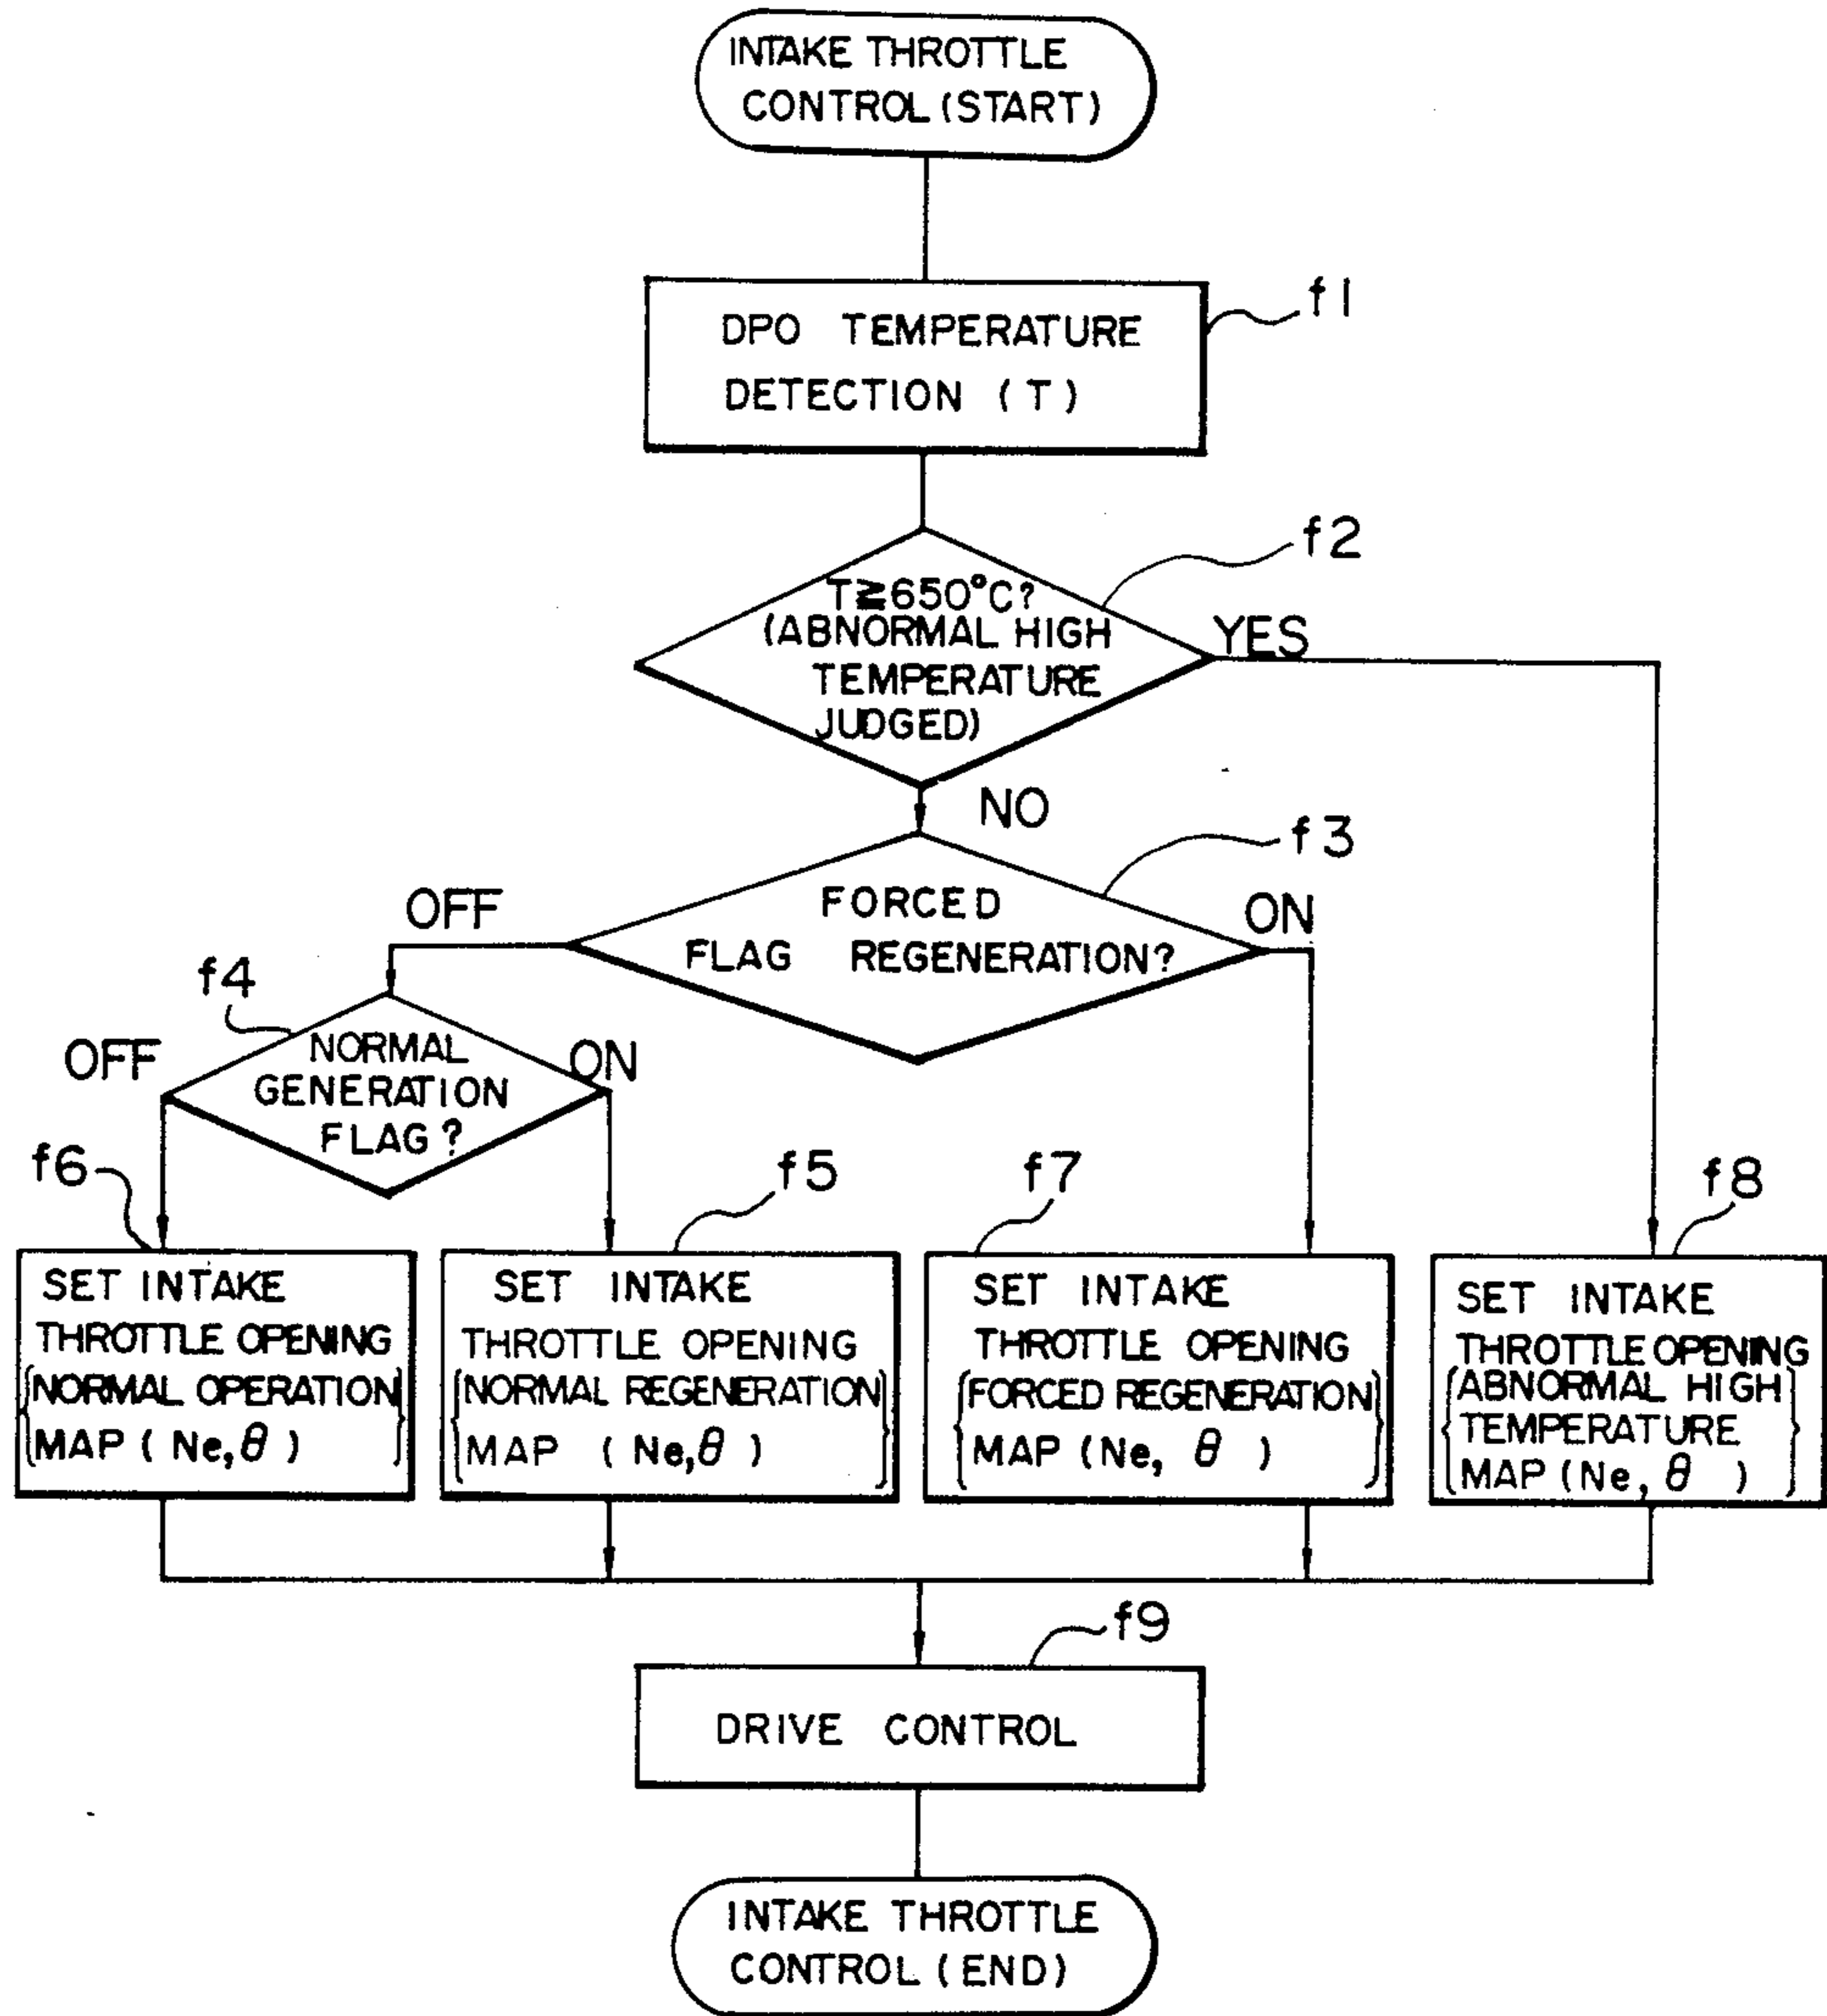 INTAKE THROTTLE
CONTROL (START)
DPO TEMPERATURE
DETECTION (T)
f1
T≧650°C?
(ABNORMAL HIGH
TEMPERATURE
JUDGED)
f2
YES
NO
FORCED
FLAG REGENERATION?
f3
OFF
ON
NORMAL
GENERATION
FLAG?
f4
OFF
ON
f6
SET INTAKE
THROTTLE OPENING
{NORMAL OPERATION
MAP (Ne,θ)}
f5
SET INTAKE
THROTTLE OPENING
{NORMAL REGENERATION
MAP (Ne,θ)}
f7
SET INTAKE
THROTTLE OPENING
{FORCED REGENERATION
MAP (Ne, θ)}
f8
SET INTAKE
THROTTLE OPENING
{ABNORMAL HIGH
TEMPERATURE
MAP (Ne, θ)}
f9
DRIVE CONTROL
INTAKE THROTTLE
CONTROL (END)